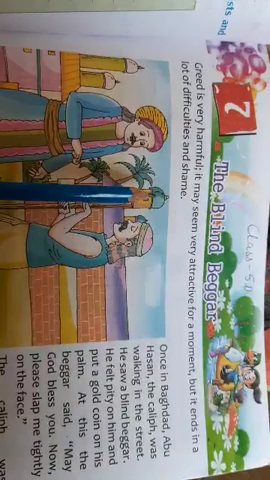 sts and
Class 5 D
7
The Blind Beggar
Greed is very harmful; it may seem very attractive for a moment, but it ends in a
lot of difficulties and shame.
Once in Baghdad, Abu
Hasan, the caliph, was
walking in the street.
He saw a blind beggar.
He felt pity on him and
put a gold coin on his
palm. At this the
beggar said, "May
God bless you. Now,
please slap me tightly
on the face."
The caliph was